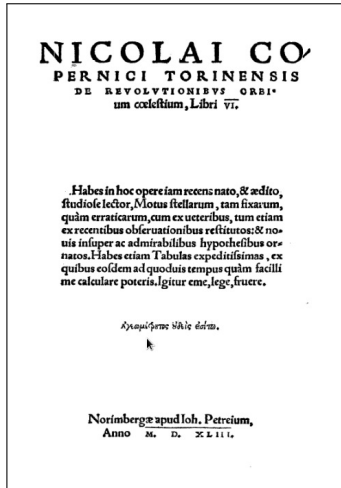 NICOLAI CO⸗
PERNICI TORINENSIS
DE REVOLVTIONIBVS ORBI⸗
um cœleſtium, Libri VI.
Habes in hoc opere iam recens nato, & ædito,
ſtudioſe lector, Motus ſtellarum, tam fixarum,
quàm erraticarum, cum ex ueteribus, tum etiam
ex recentibus obſeruationibus reſtitutos: & no⸗
uis inſuper ac admirabilibus hypotheſibus or⸗
natos. Habes etiam Tabulas expeditiſsimas, ex
quibus eoſdem ad quoduis tempus quàm facilli
me calculare poteris. Igitur eme, lege, fruere.
Ἀγεωμέτρητος οὐδεὶς εἰσίτω.
Norimbergæ apud Ioh. Petreium,
Anno M. D. XLIII.